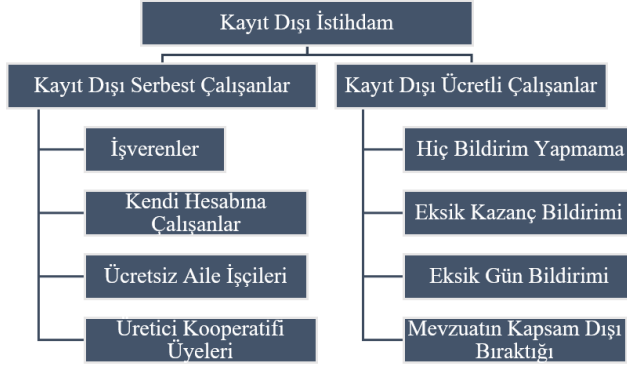 Kayıt Dışı İstihdam
Kayıt Dışı Serbest Çalışanlar
İşverenler
Kendi Hesabına
Çalışanlar
Ücretsiz Aile İşçileri
Üretici Kooperatifi
Üyeleri
Kayıt Dışı Ücretli Çalışanlar
Hiç Bildirim Yapmama
Eksik Kazanç Bildirimi
Eksik Gün Bildirimi
Mevzuatın Kapsam Dışı
Bıraktığı